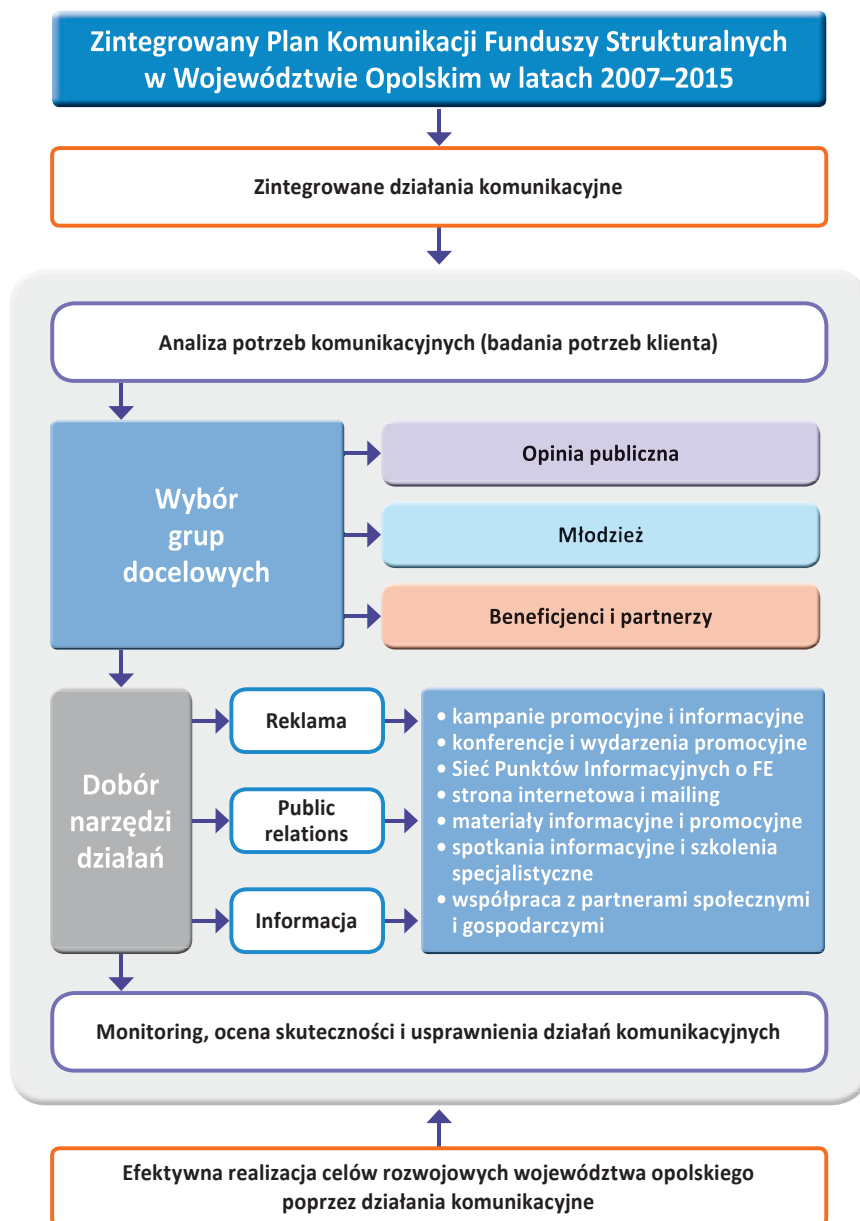 Zintegrowany Plan Komunikacji Funduszy Strukturalnych
w Województwie Opolskim w latach 2007–2015
Zintegrowane działania komunikacyjne
Analiza potrzeb komunikacyjnych (badania potrzeb klienta)
Wybór
grup
docelowych
Opinia publiczna
Młodzież
Beneficjenci i partnerzy
Dobór
narzędzi
działań
Reklama
Public
relations
Informacja
• kampanie promocyjne i informacyjne
• konferencje i wydarzenia promocyjne
• Sieć Punktów Informacyjnych o FE
• strona internetowa i mailing
• materiały informacyjne i promocyjne
• spotkania informacyjne i szkolenia
specjalistyczne
• współpraca z partnerami społecznymi
i gospodarczymi
Monitoring, ocena skuteczności i usprawnienia działań komunikacyjnych
Efektywna realizacja celów rozwojowych województwa opolskiego
poprzez działania komunikacyjne